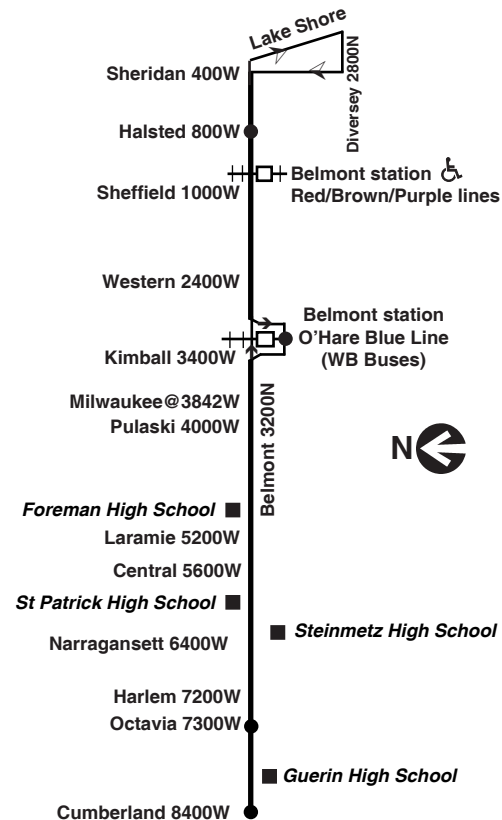 Lake Shore
Sheridan 400W
Diversey 2800N
Halsted 800W
Belmont station
Red/Brown/Purple lines
Sheffield 1000W
Western 2400W
Belmont station
O'Hare Blue Line
(WB Buses)
Kimball 3400W
Milwaukee@3842W
Pulaski 4000W
Belmont 3200N
N
Foreman High School
Laramie 5200W
Central 5600W
St Patrick High School
Steinmetz High School
Narragansett 6400W
Harlem 7200W
Octavia 7300W
Guerin High School
Cumberland 8400W